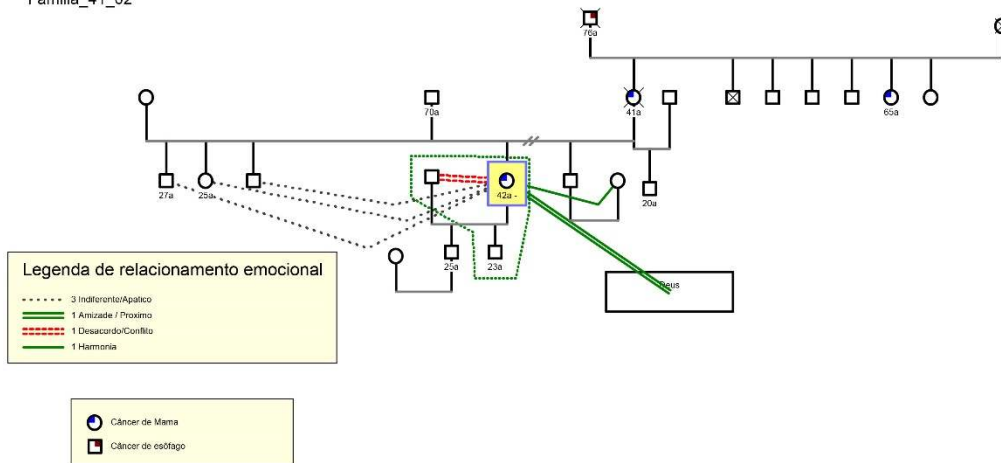 Familia_41_02
76a
70a
41a
65a
27a
25a
42a -
20a
25a
23a
Deus
Legenda de relacionamento emocional
3 Indiferente/Apatico
1 Amizade / Proximo
1 Desacordo/Conflito
1 Harmonia
Câncer de Mama
Câncer de esôfago